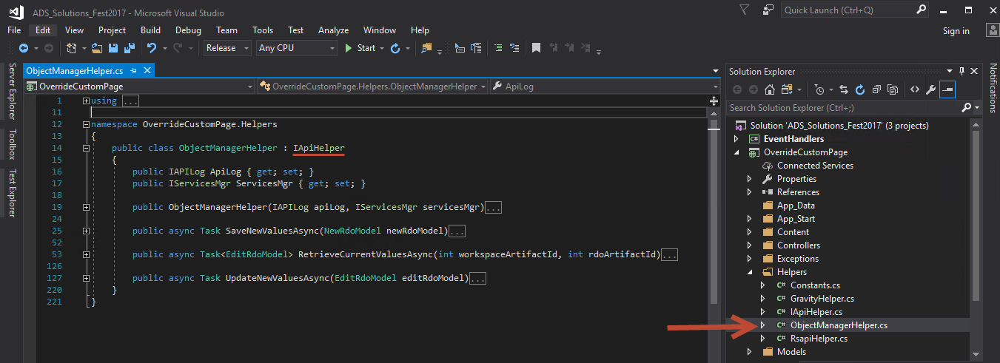 ADS_Solutions_Fest2017 - Microsoft Visual Studio
Quick Launch (Ctrl+Q)
File Edit View Project Build Debug Team Tools Test Analyze Window Help
Sign in
Release Any CPU Start
Server Explorer
Toolbox
Test Explorer
ObjectManagerHelper.cs
OverrideCustomPage OverrideCustomPage.Helpers.ObjectManagerHelper ApiLog
1 using ...
11
12 namespace OverrideCustomPage.Helpers
13 {
14 public class ObjectManagerHelper : IApiHelper
15 {
16 public IAPILog ApiLog { get; set; }
17 public IServicesMgr ServicesMgr { get; set; }
18
19 public ObjectManagerHelper(IAPILog apiLog, IServicesMgr servicesMgr)...
24
25 public async Task SaveNewValuesAsync(NewRdoModel newRdoModel)...
52
53 public async Task<EditRdoModel> RetrieveCurrentValuesAsync(int workspaceArtifactId, int rdoArtifactId)...
126
127 public async Task UpdateNewValuesAsync(EditRdoModel editRdoModel)...
220 }
221 }
Solution Explorer
Search Solution Explorer (Ctrl+;)
Solution 'ADS_Solutions_Fest2017' (3 projects)
C# EventHandlers
OverrideCustomPage
Connected Services
Properties
References
App_Data
App_Start
Content
Controllers
Exceptions
Helpers
C# Constants.cs
C# GravityHelper.cs
C# IApiHelper.cs
C# ObjectManagerHelper.cs
C# RsapiHelper.cs
Models
Notifications